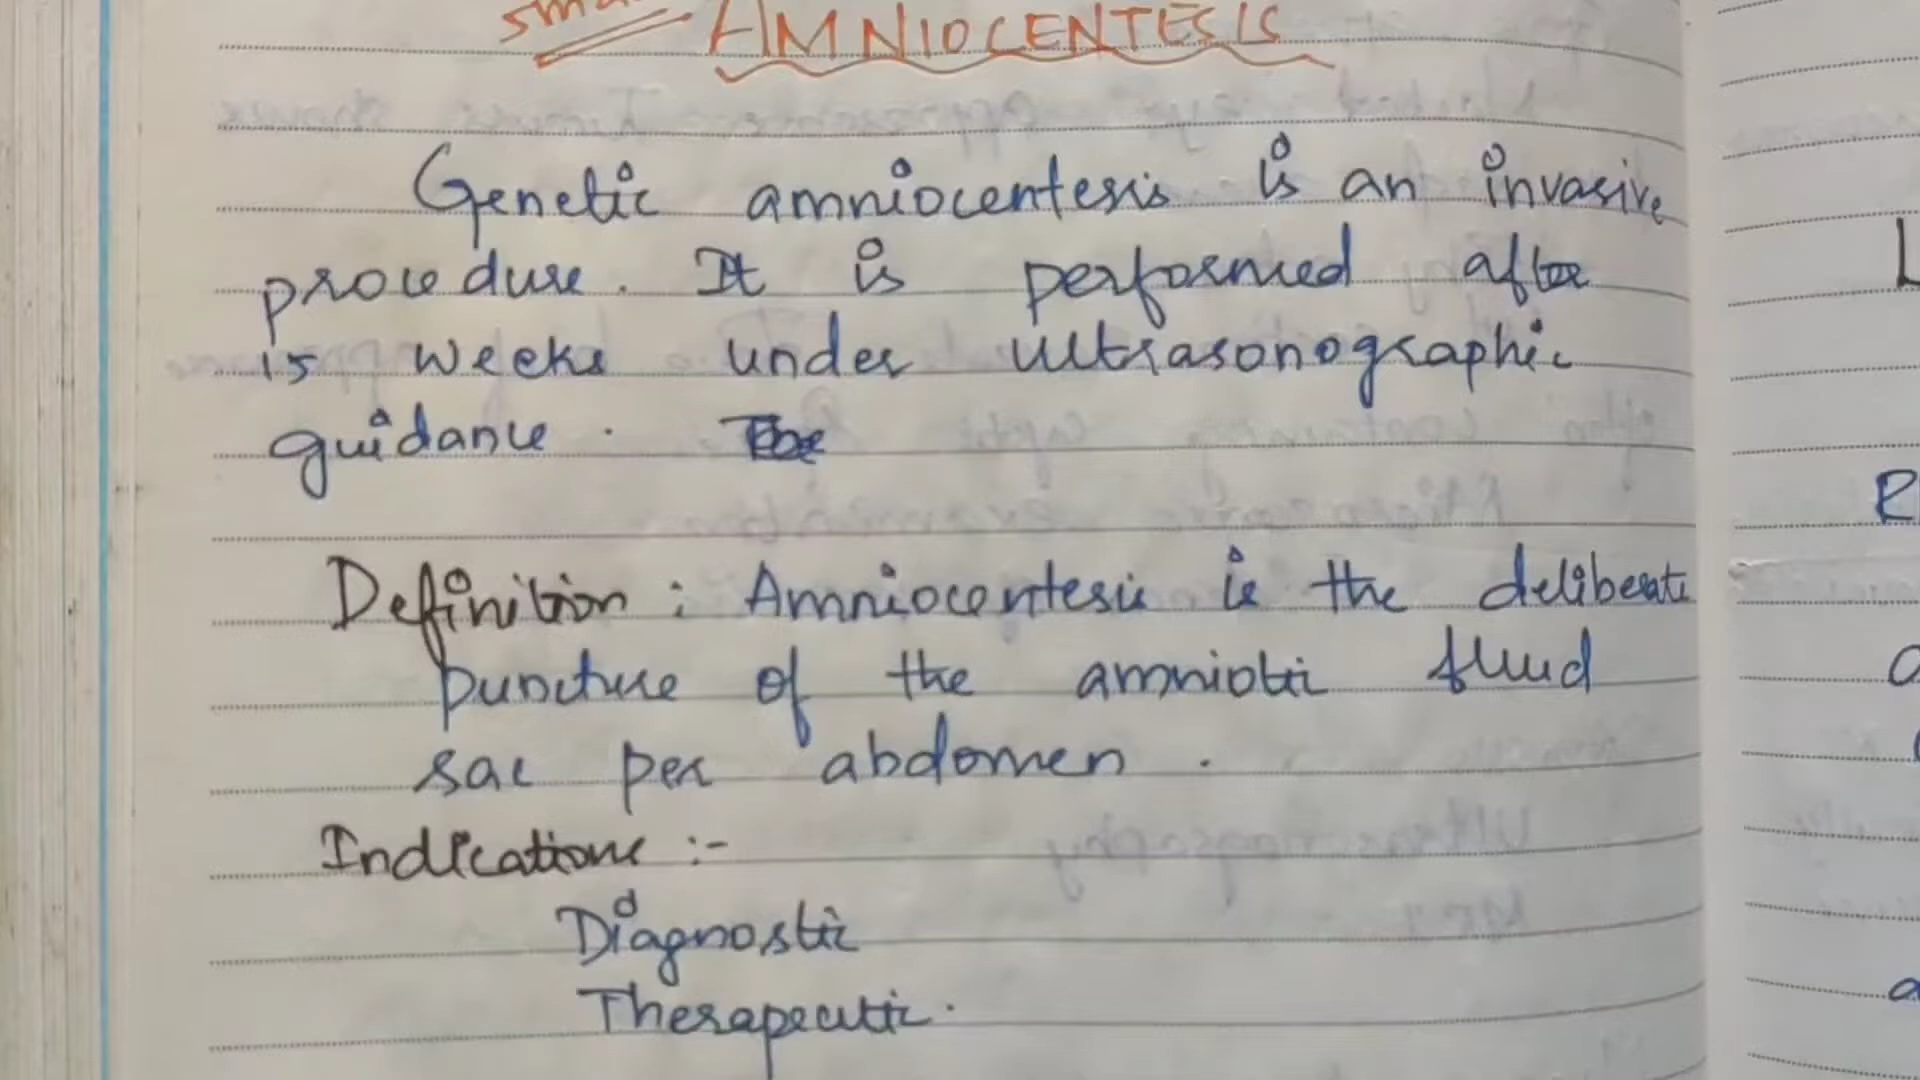 AMNIOCENTESIS
Genetic amniocentesis is an invasive
procedure. It is performed after
15 weeks under ultrasonographic
guidance.
Definition : Amniocentesis is the deliberate
puncture of the amniotic fluid
sac per abdomen.
Indications :-
Diagnostic
Therapeutic.